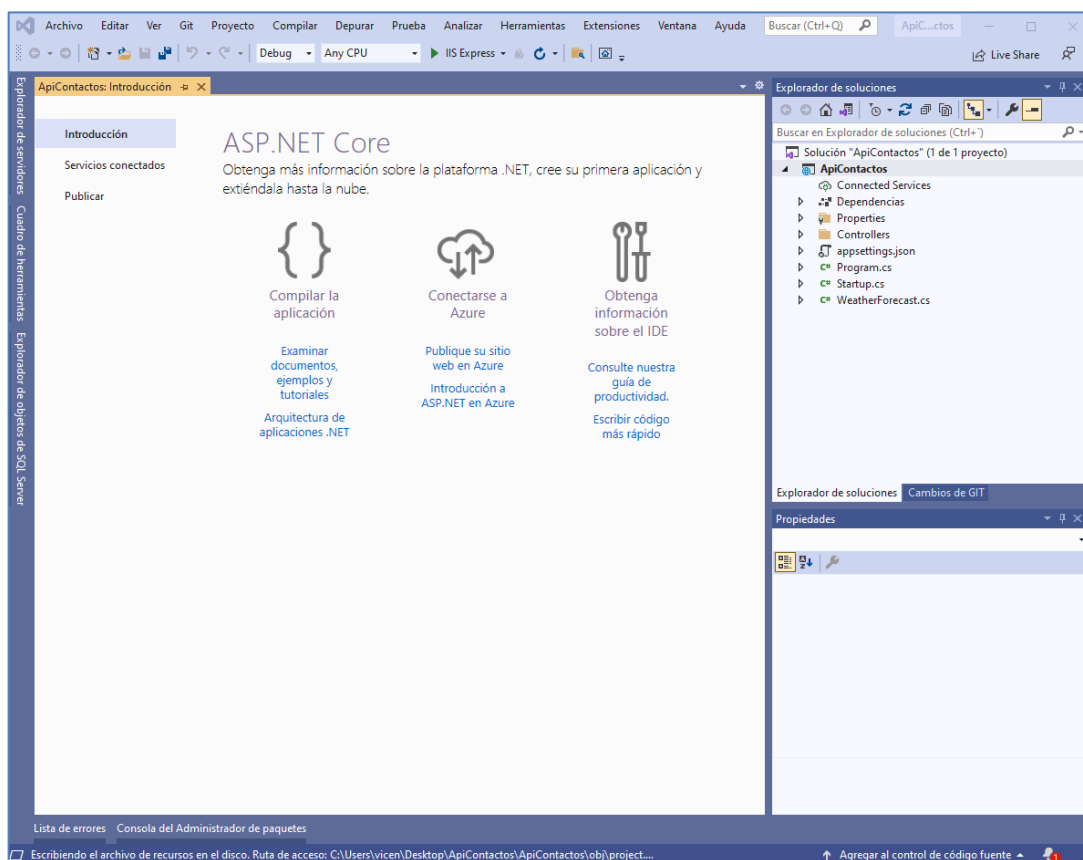 Archivo Editar Ver Git Proyecto Compilar Depurar Prueba Analizar Herramientas Extensiones Ventana Ayuda Buscar (Ctrl+Q) ApiC...ctos
Debug Any CPU IIS Express Live Share
Explorador de servidores
Cuadro de herramientas
Explorador de objetos de SQL Server
ApiContactos: Introducción
Introducción
Servicios conectados
Publicar
ASP.NET Core
Obtenga más información sobre la plataforma .NET, cree su primera aplicación y
extiéndala hasta la nube.
Compilar la
aplicación
Examinar
documentos,
ejemplos y
tutoriales
Arquitectura de
aplicaciones .NET
Conectarse a
Azure
Publique su sitio
web en Azure
Introducción a
ASP.NET en Azure
Obtenga
información
sobre el IDE
Consulte nuestra
guía de
productividad.
Escribir código
más rápido
Explorador de soluciones
Buscar en Explorador de soluciones (Ctrl+¨)
Solución "ApiContactos" (1 de 1 proyecto)
ApiContactos
Connected Services
Dependencias
Properties
Controllers
appsettings.json
C# Program.cs
C# Startup.cs
C# WeatherForecast.cs
Explorador de soluciones Cambios de GIT
Propiedades
Lista de errores Consola del Administrador de paquetes
Escribiendo el archivo de recursos en el disco. Ruta de acceso: C:\Users\vicen\Desktop\ApiContactos\ApiContactos\obj\project.... Agregar al control de código fuente 1